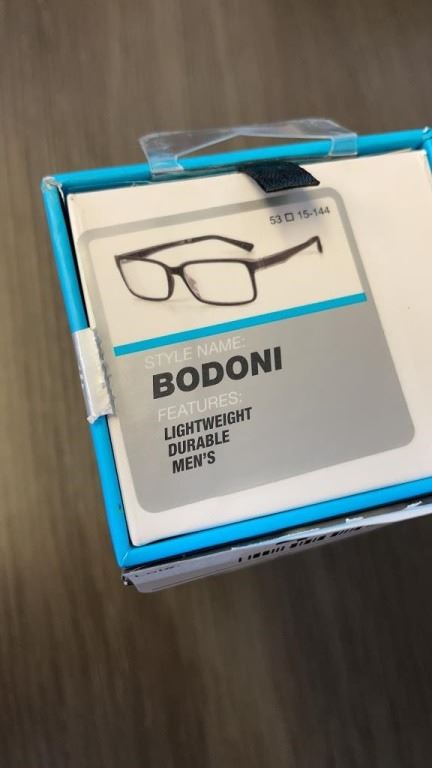 53 □ 15-144
STYLE NAME:
BODONI
FEATURES:
LIGHTWEIGHT
DURABLE
MEN'S